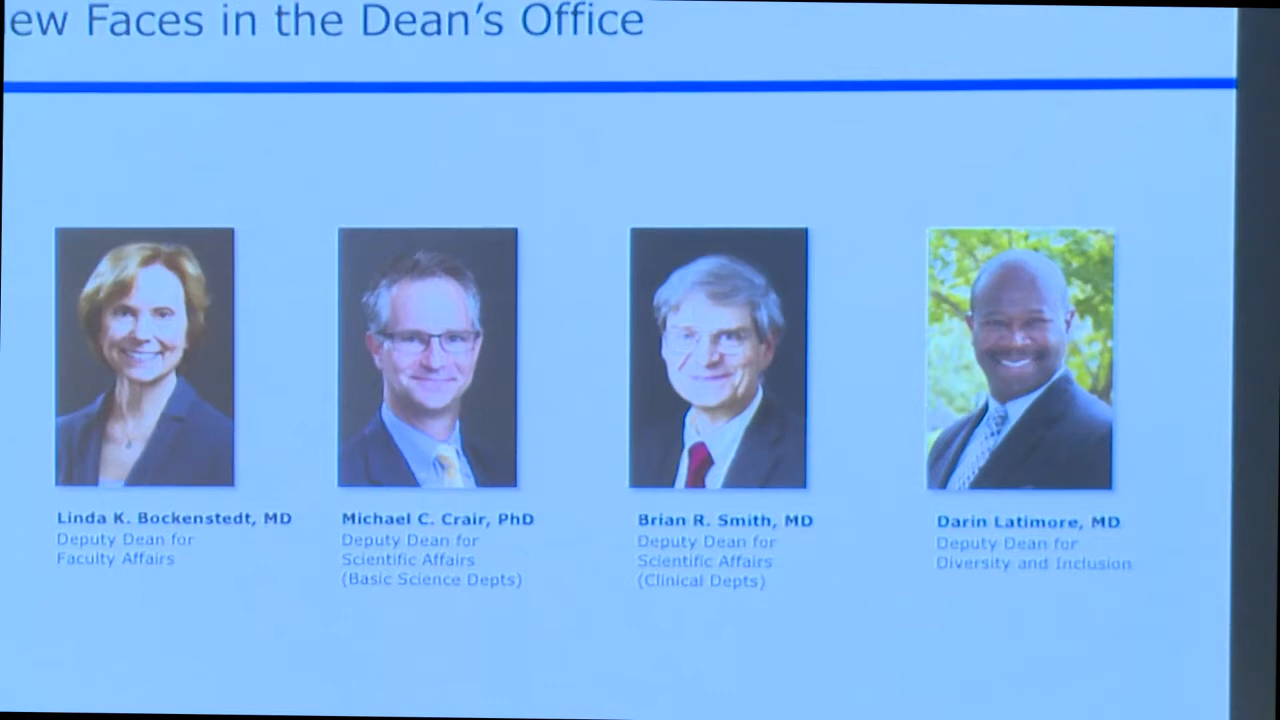 ew Faces in the Dean's Office
Linda K. Bockenstedt, MD
Deputy Dean for
Faculty Affairs
Michael C. Crair, PhD
Deputy Dean for
Scientific Affairs
(Basic Science Depts)
Brian R. Smith, MD
Deputy Dean for
Scientific Affairs
(Clinical Depts)
Darin Latimore, MD
Deputy Dean for
Diversity and Inclusion